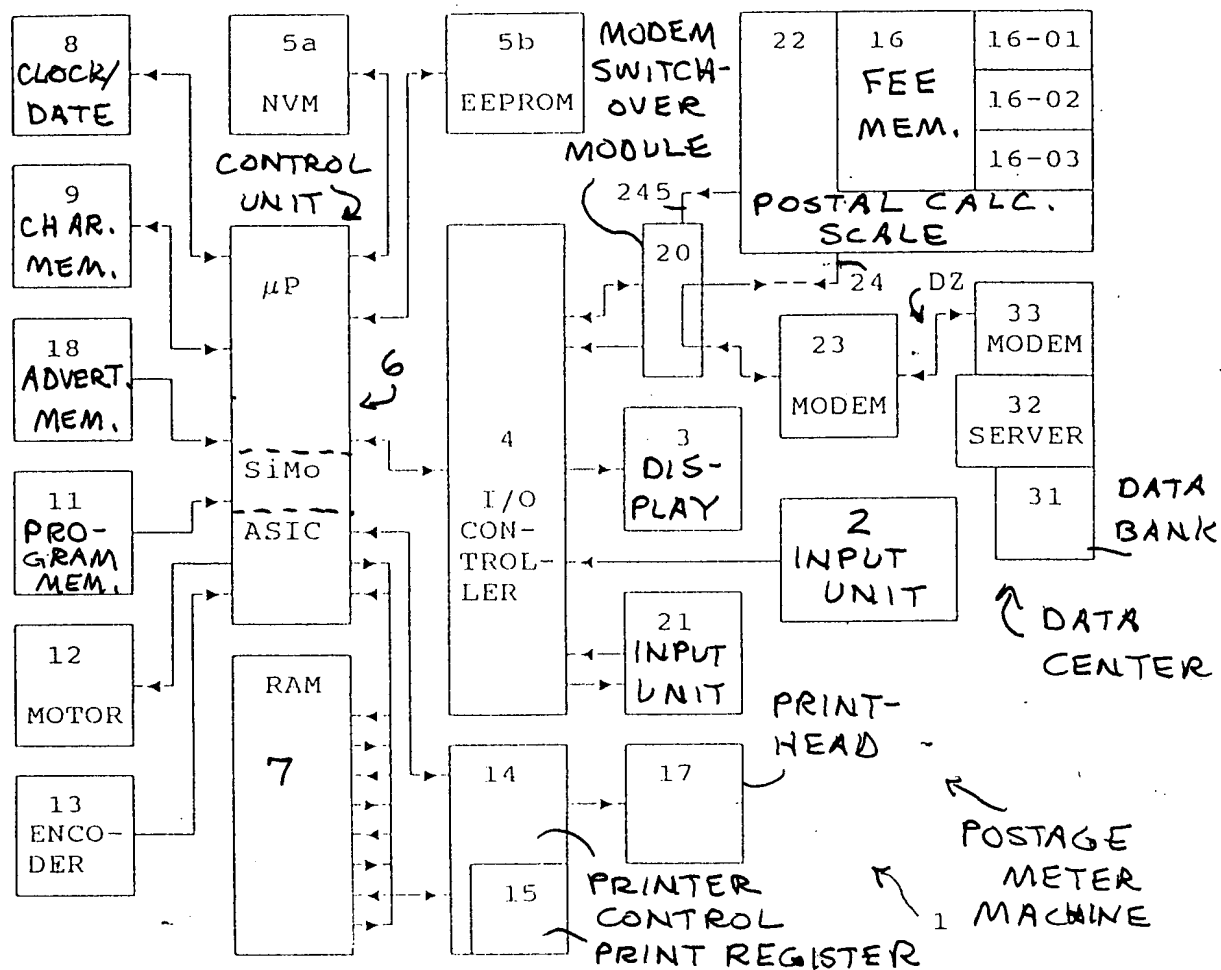 8
CLOCK/
DATE
5a
NVM
5b
EEPROM
MODEM
SWITCH-
OVER
MODULE
22
16
FEE
MEM.
16-01
16-02
16-03
POSTAL CALC.
SCALE
CONTROL
UNIT
9
CHAR.
MEM.
245
20
24
DZ
µP
18
ADVERT.
MEM.
6
23
MODEM
33
MODEM
32
SERVER
31
DATA
BANK
SiMo
ASIC
4
I/O
CON-
TROL-
LER
3
DIS-
PLAY
11
PRO-
GRAM
MEM.
2
INPUT
UNIT
21
INPUT
UNIT
DATA
CENTER
12
MOTOR
RAM
7
PRINT-
HEAD
14
17
13
ENCO-
DER
15
PRINTER
CONTROL
PRINT REGISTER
1
POSTAGE
METER
MACHINE